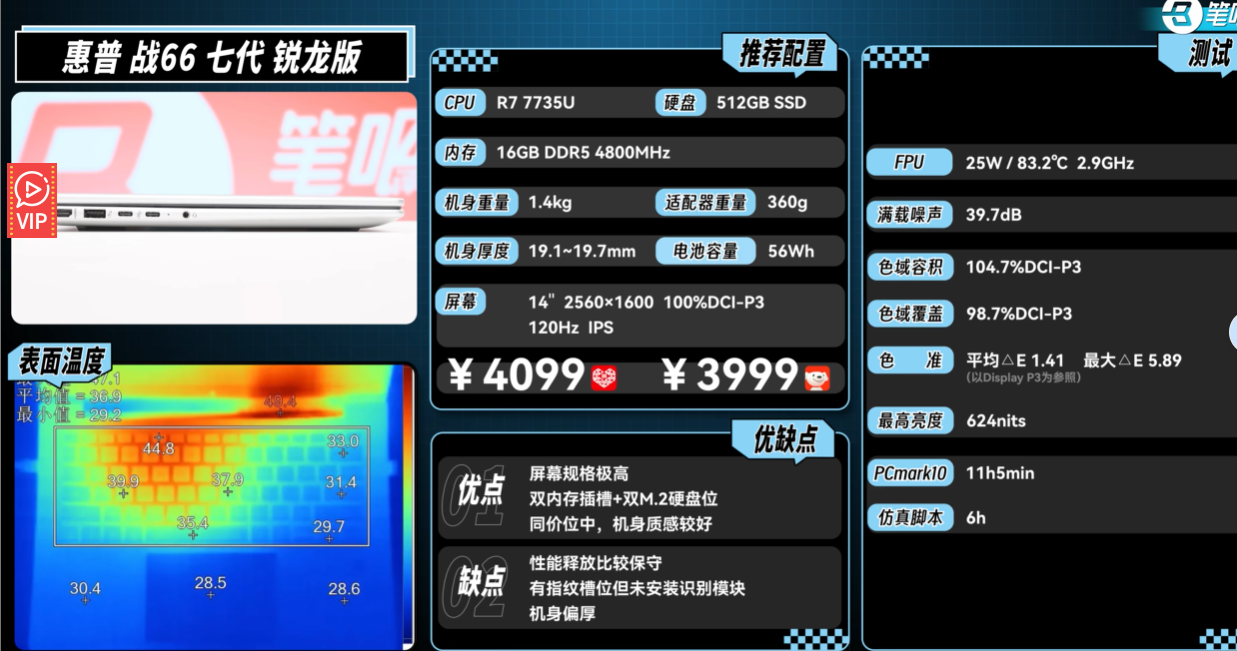 惠普 战66 七代 锐龙版
笔吧
VIP
表面温度
47.1
平均值 = 36.9
最小值 = 29.2
48.4
44.8
33.0
39.9
37.9
31.4
35.4
29.7
30.4
28.5
28.6
推荐配置
CPU R7 7735U 硬盘 512GB SSD
内存 16GB DDR5 4800MHz
机身重量 1.4kg 适配器重量 360g
机身厚度 19.1~19.7mm 电池容量 56Wh
屏幕 14" 2560×1600 100%DCI-P3
120Hz IPS
¥4099 ¥3999
优缺点
01 优点
屏幕规格极高
双内存插槽+双M.2硬盘位
同价位中，机身质感较好
02 缺点
性能释放比较保守
有指纹槽位但未安装识别模块
机身偏厚
笔吧
测试
FPU 25W / 83.2℃ 2.9GHz
满载噪声 39.7dB
色域容积 104.7%DCI-P3
色域覆盖 98.7%DCI-P3
色 准 平均△E 1.41 最大△E 5.89
(以Display P3为参照)
最高亮度 624nits
PCmark10 11h5min
仿真脚本 6h